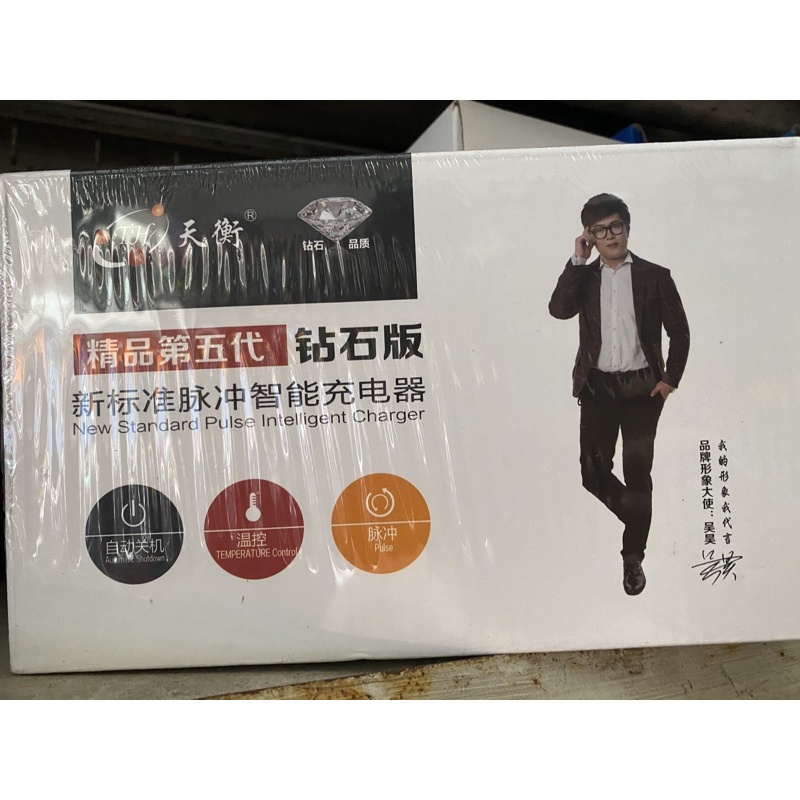 天衡®
钻石 品质
精品第五代 钻石版
新标准脉冲智能充电器
New Standard Pulse Intelligent Charger
自动关机
Automatic Shutdown
温控
TEMPERATURE Control
脉冲
Pulse
我的形象我代言
品牌形象大使：吴昊